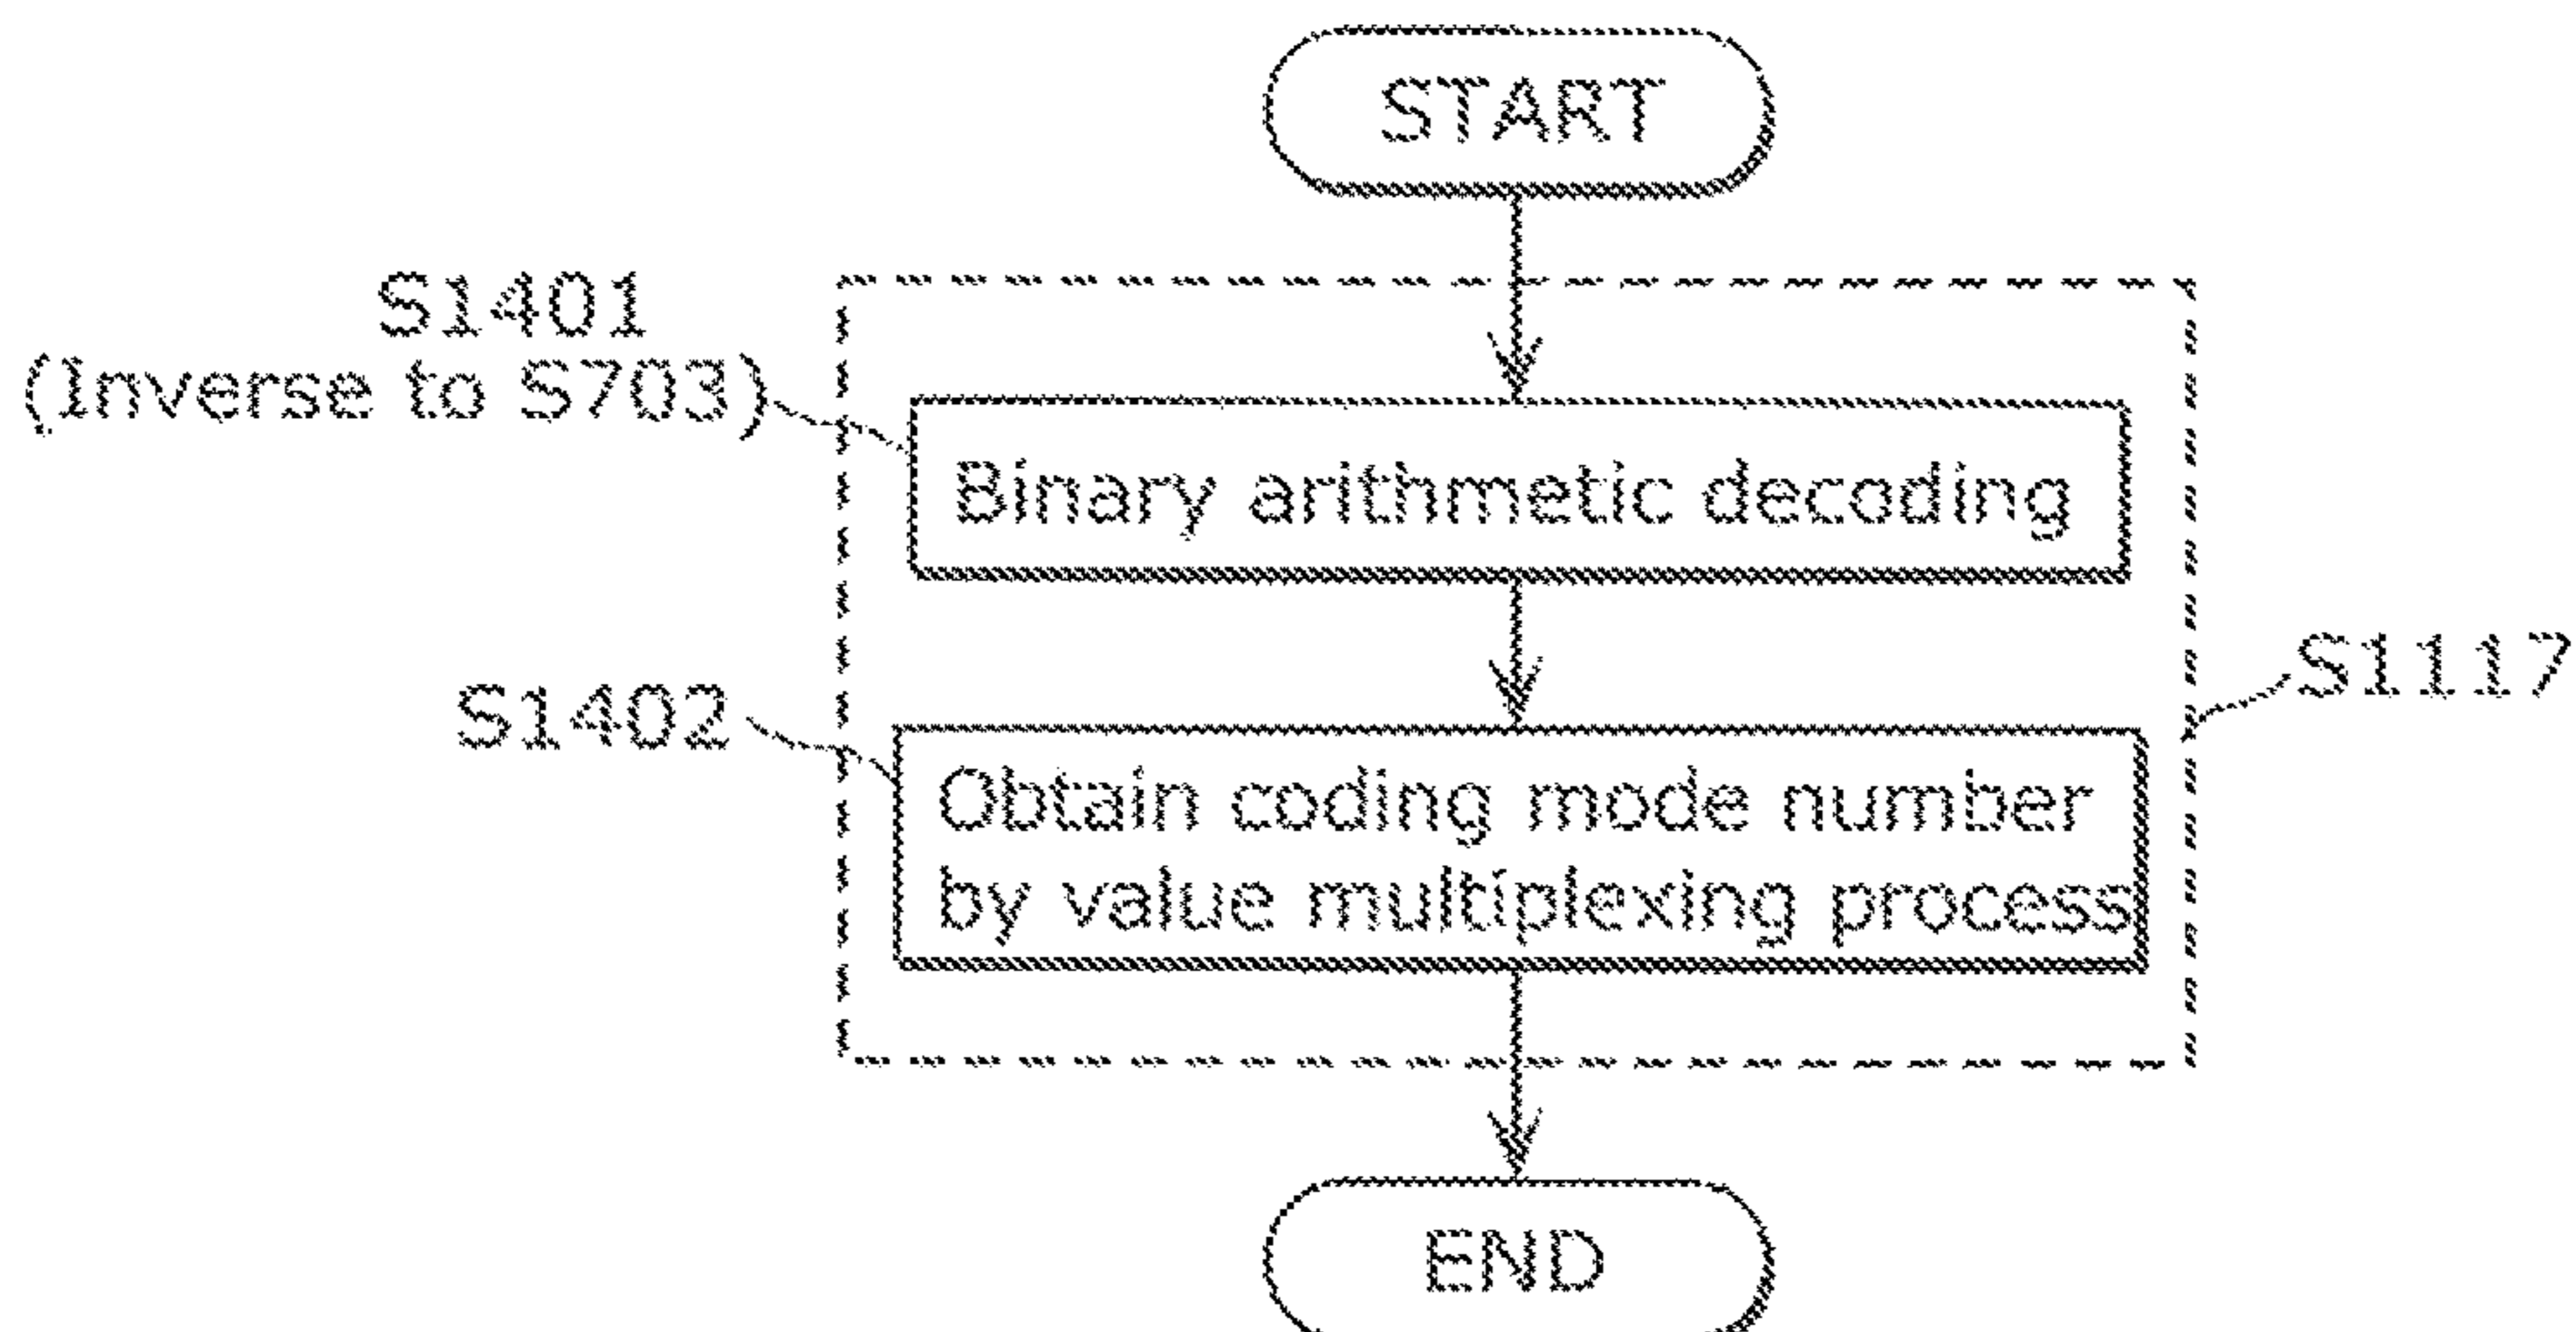 START
S1401
(Inverse to S703)
Binary arithmetic decoding
S1117
S1402
Obtain coding mode number
by value multiplexing process
END